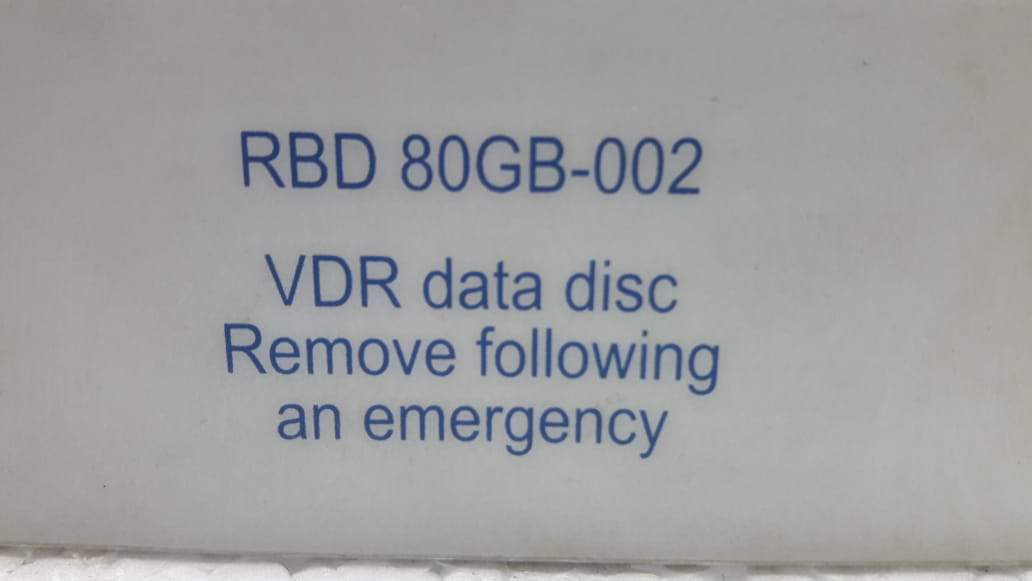 RBD 80GB-002
VDR data disc
Remove following
an emergency